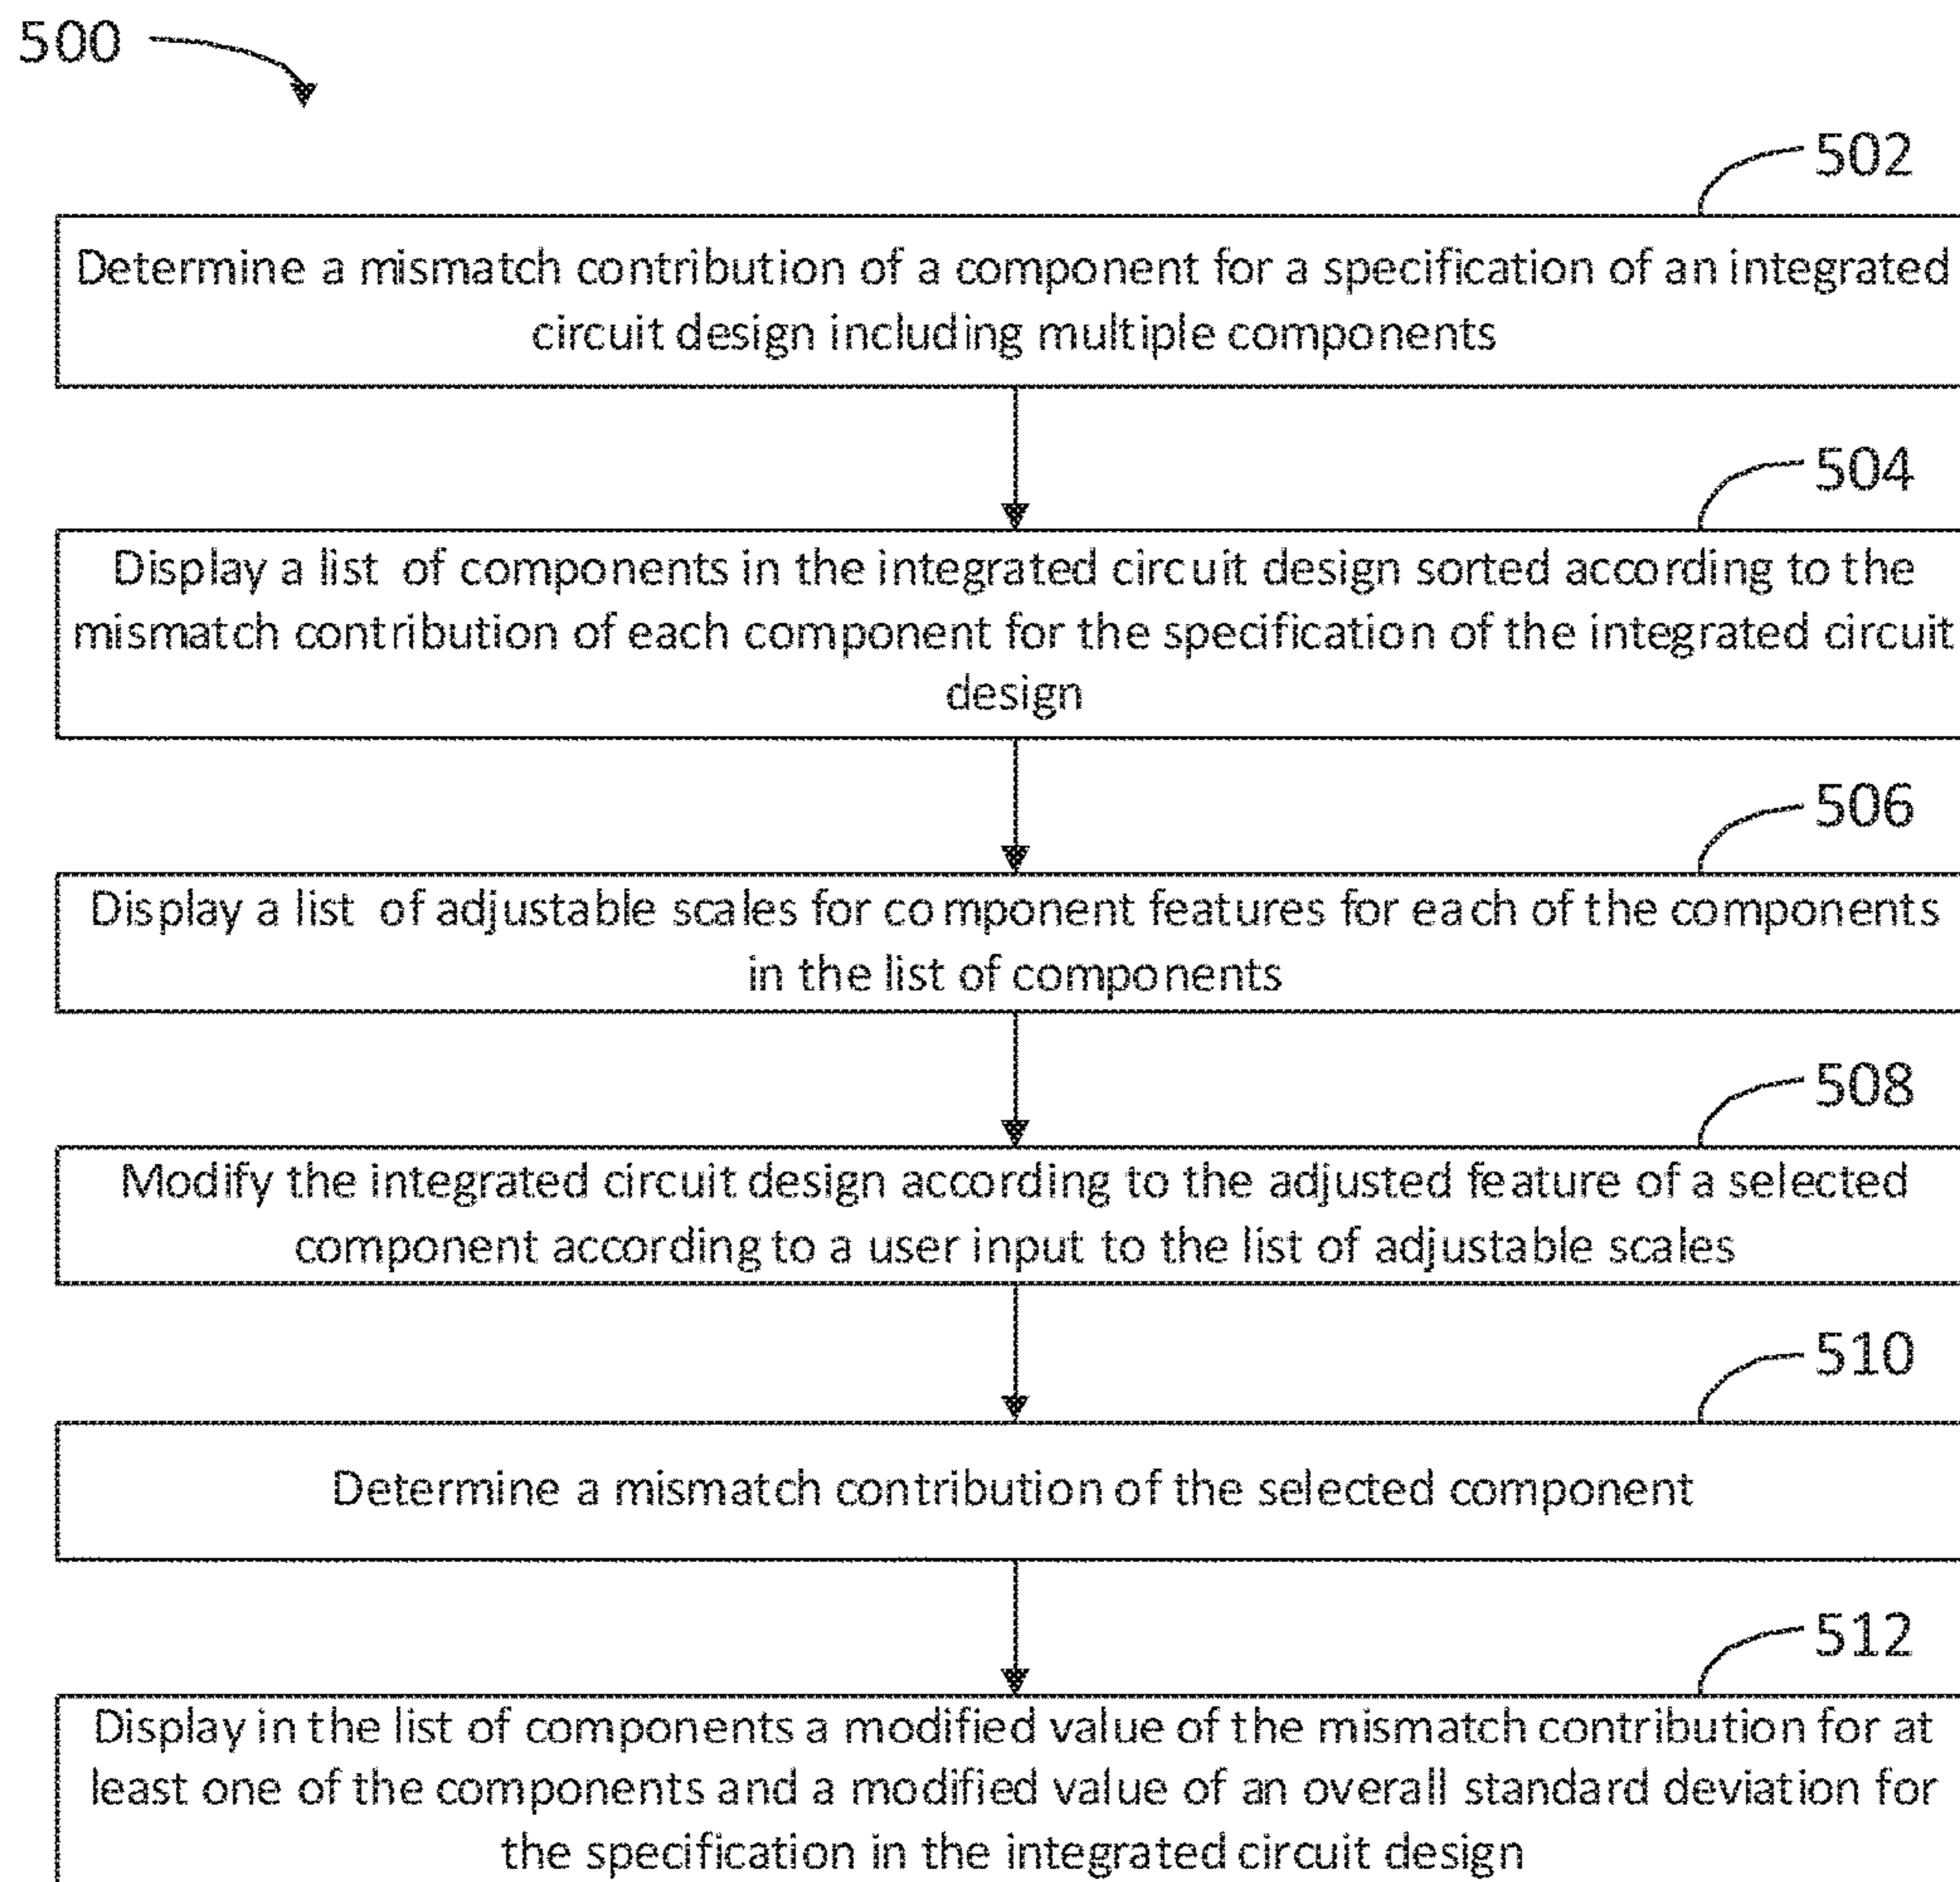 500
502
Determine a mismatch contribution of a component for a specification of an integrated
circuit design including multiple components
504
Display a list of components in the integrated circuit design sorted according to the
mismatch contribution of each component for the specification of the integrated circuit
design
506
Display a list of adjustable scales for component features for each of the components
in the list of components
508
Modify the integrated circuit design according to the adjusted feature of a selected
component according to a user input to the list of adjustable scales
510
Determine a mismatch contribution of the selected component
512
Display in the list of components a modified value of the mismatch contribution for at
least one of the components and a modified value of an overall standard deviation for
the specification in the integrated circuit design